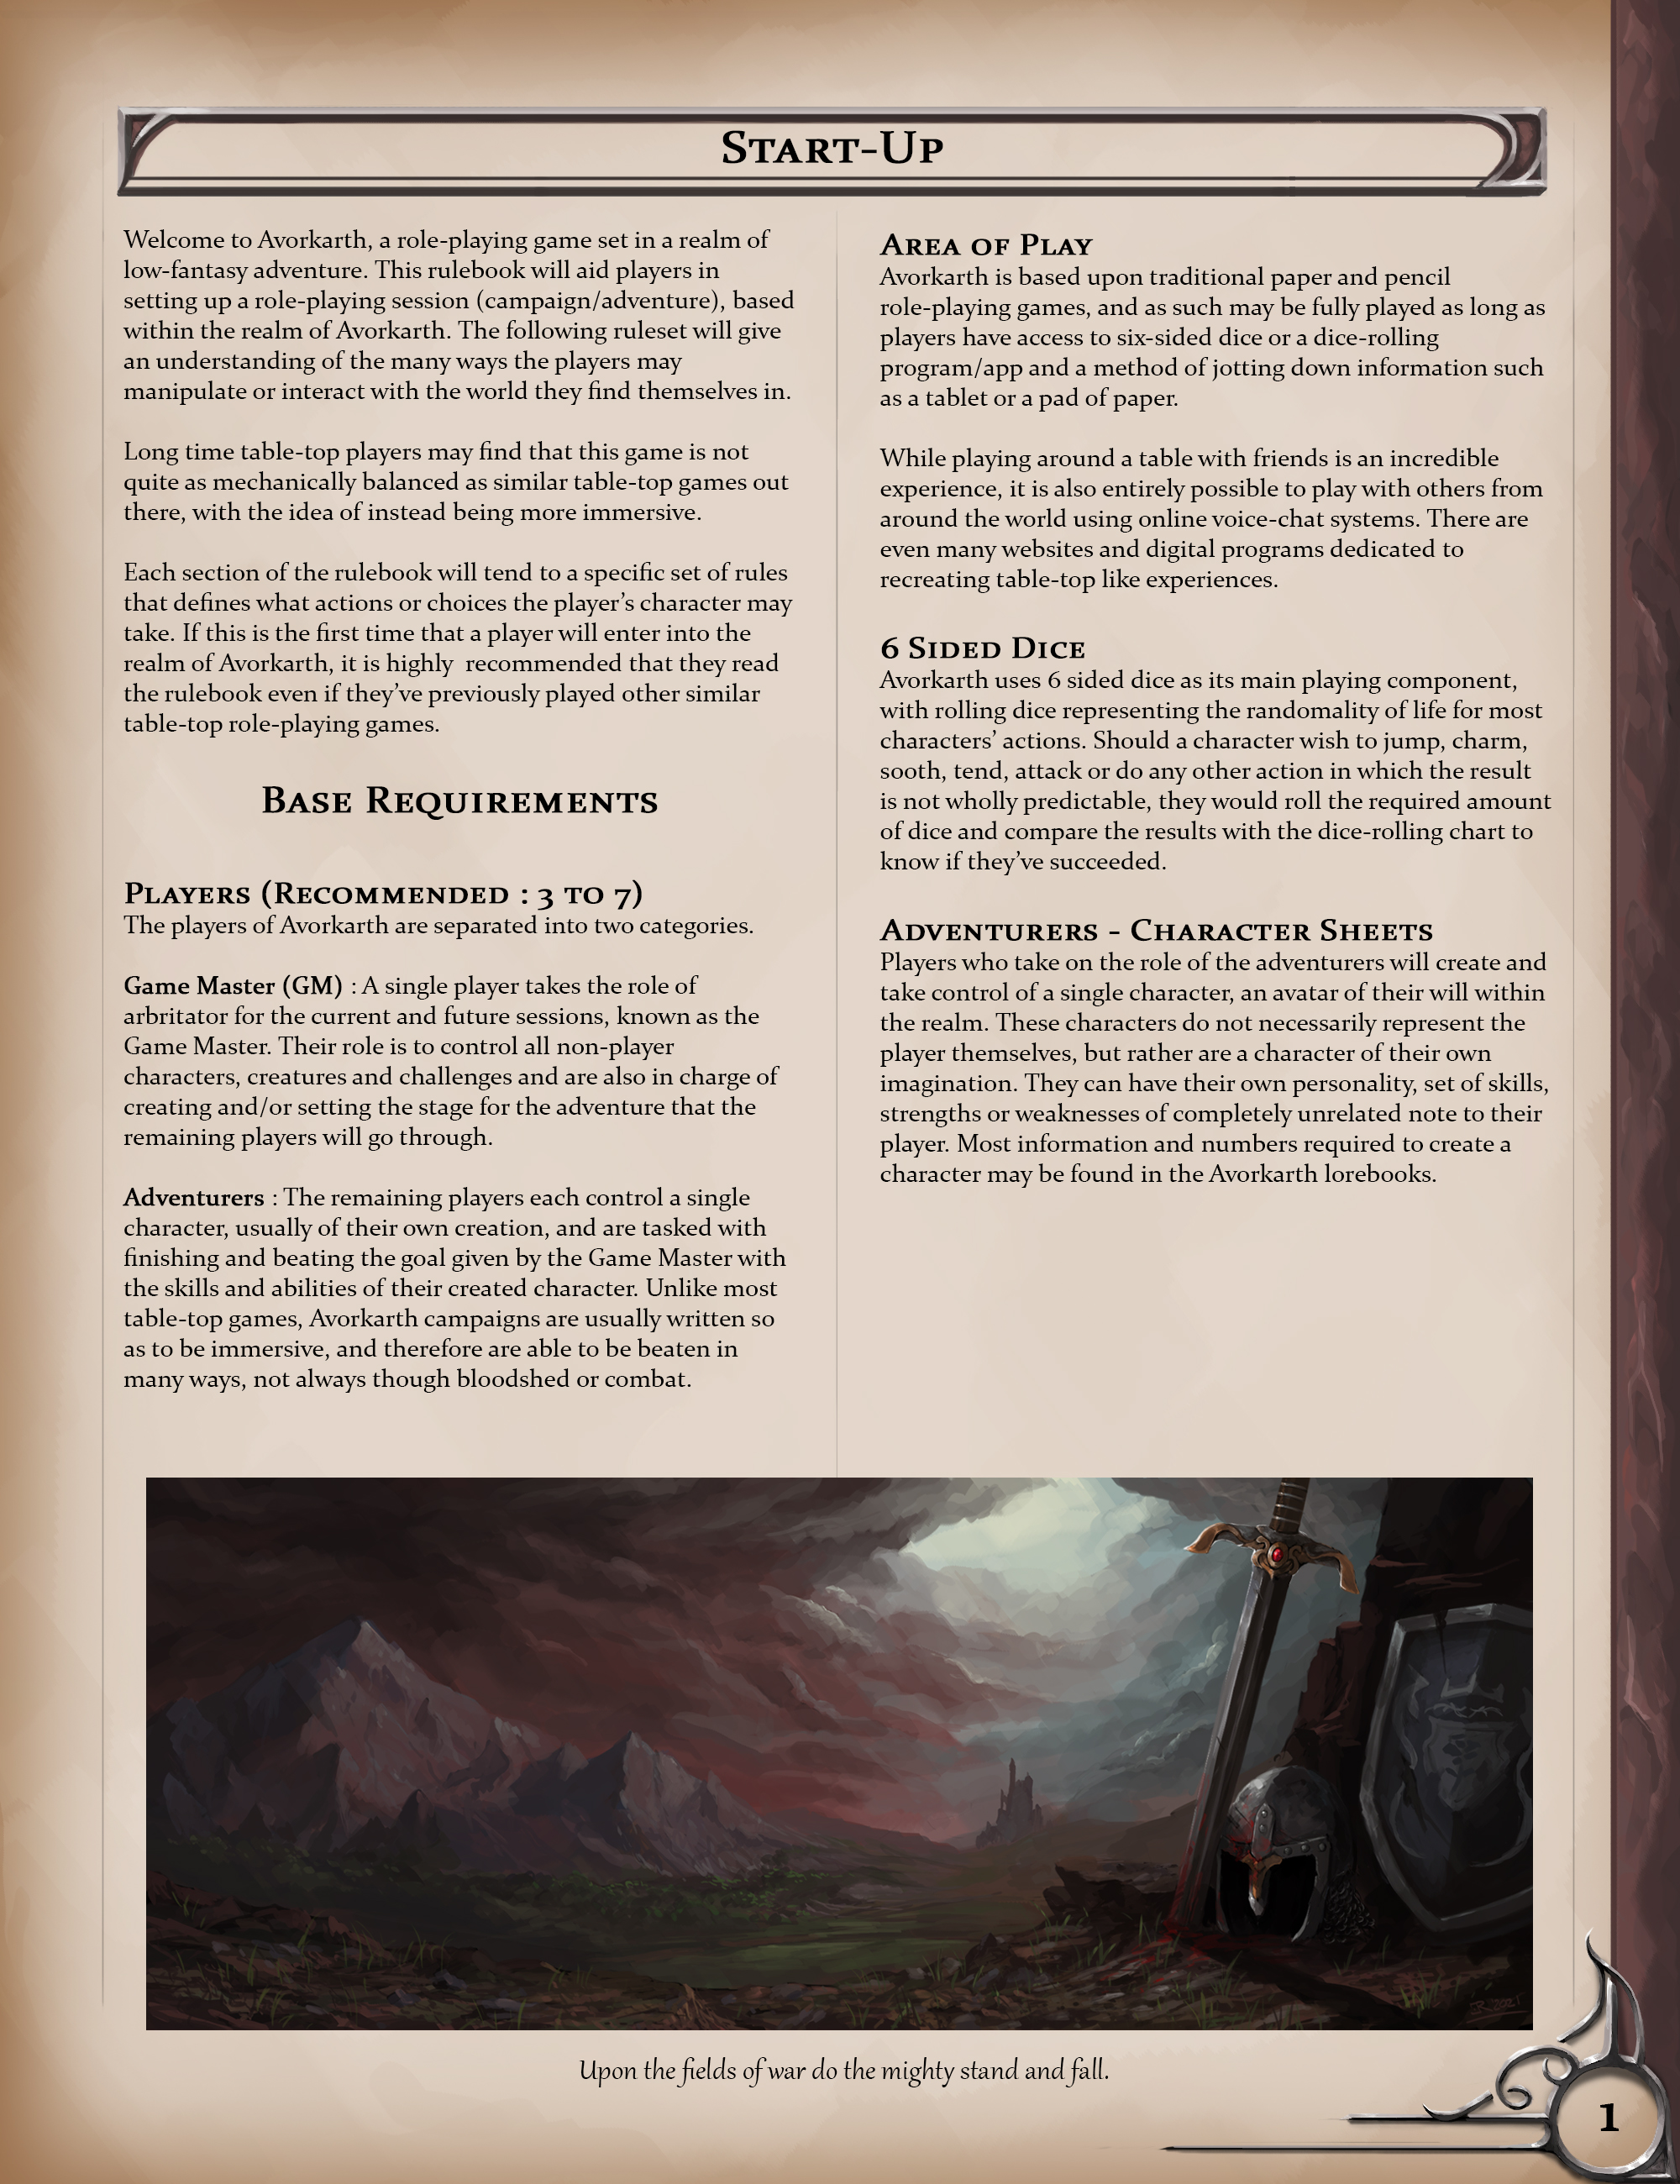 Start-Up
Welcome to Avorkarth, a role-playing game set in a realm of
low-fantasy adventure. This rulebook will aid players in
setting up a role-playing session (campaign/adventure), based
within the realm of Avorkarth. The following ruleset will give
an understanding of the many ways the players may
manipulate or interact with the world they find themselves in.
Long time table-top players may find that this game is not
quite as mechanically balanced as similar table-top games out
there, with the idea of instead being more immersive.
Each section of the rulebook will tend to a specific set of rules
that defines what actions or choices the player’s character may
take. If this is the first time that a player will enter into the
realm of Avorkarth, it is highly  recommended that they read
the rulebook even if they’ve previously played other similar
table-top role-playing games.
Base Requirements
Players (Recommended : 3 to 7)
The players of Avorkarth are separated into two categories.
Game Master (GM) : A single player takes the role of
arbritator for the current and future sessions, known as the
Game Master. Their role is to control all non-player
characters, creatures and challenges and are also in charge of
creating and/or setting the stage for the adventure that the
remaining players will go through.
Adventurers : The remaining players each control a single
character, usually of their own creation, and are tasked with
finishing and beating the goal given by the Game Master with
the skills and abilities of their created character. Unlike most
table-top games, Avorkarth campaigns are usually written so
as to be immersive, and therefore are able to be beaten in
many ways, not always though bloodshed or combat.
Area of Play
Avorkarth is based upon traditional paper and pencil
role-playing games, and as such may be fully played as long as
players have access to six-sided dice or a dice-rolling
program/app and a method of jotting down information such
as a tablet or a pad of paper.
While playing around a table with friends is an incredible
experience, it is also entirely possible to play with others from
around the world using online voice-chat systems. There are
even many websites and digital programs dedicated to
recreating table-top like experiences.
6 Sided Dice
Avorkarth uses 6 sided dice as its main playing component,
with rolling dice representing the randomality of life for most
characters’ actions. Should a character wish to jump, charm,
sooth, tend, attack or do any other action in which the result
is not wholly predictable, they would roll the required amount
of dice and compare the results with the dice-rolling chart to
know if they’ve succeeded.
Adventurers - Character Sheets
Players who take on the role of the adventurers will create and
take control of a single character, an avatar of their will within
the realm. These characters do not necessarily represent the
player themselves, but rather are a character of their own
imagination. They can have their own personality, set of skills,
strengths or weaknesses of completely unrelated note to their
player. Most information and numbers required to create a
character may be found in the Avorkarth lorebooks.
Upon the fields of war do the mighty stand and fall.
1